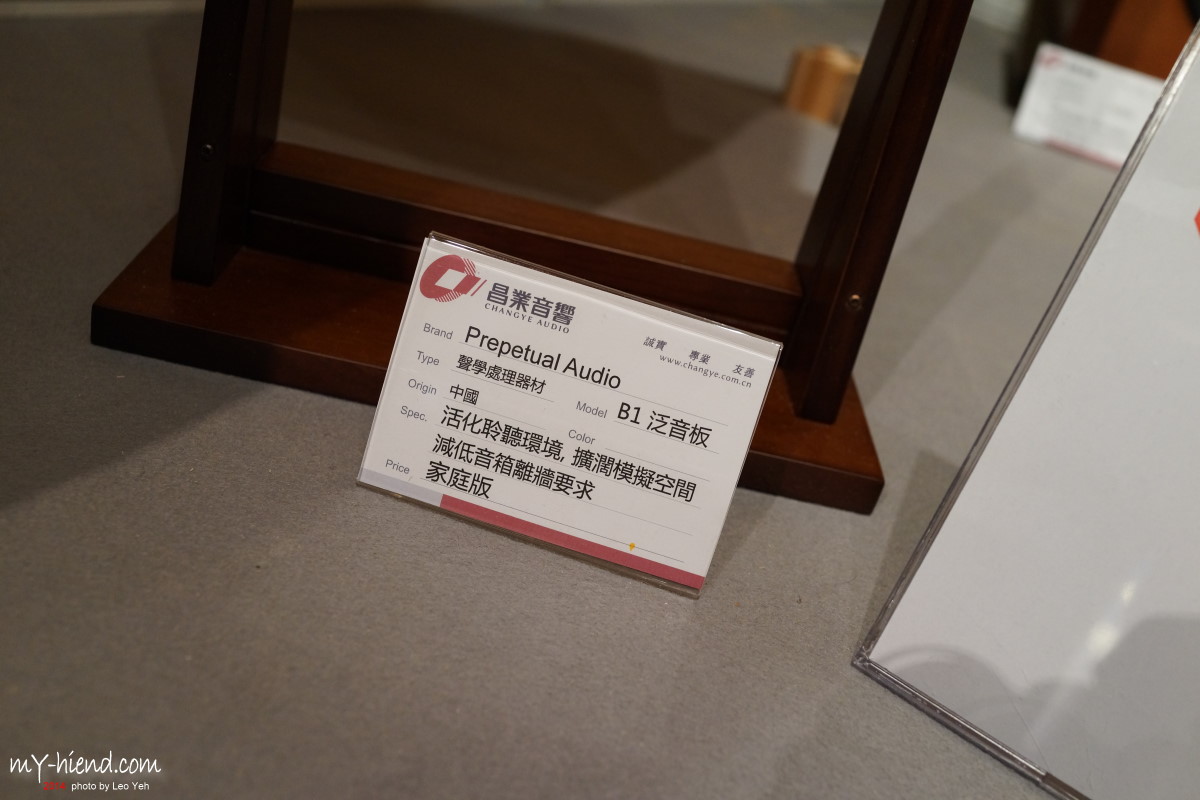 昌業音響
CHANGYE AUDIO
誠實 專業 友善
www.changye.com.cn
Brand Prepetual Audio
Type 聲學處理器材
Origin 中國 Model B1 泛音板
Spec. 活化聆聽環境, 擴濶模擬空間
Color
減低音箱離牆要求
Price 家庭版
my-hiend.com
photo by Leo Yeh